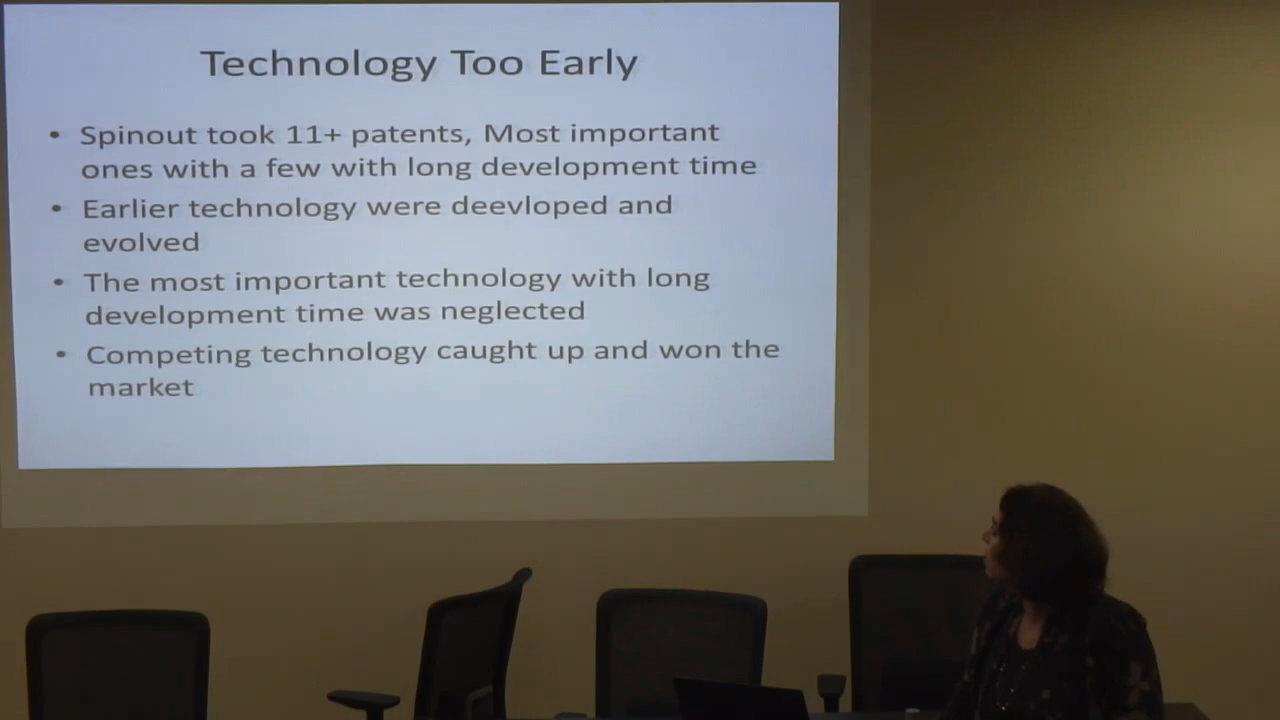 Technology Too Early
• Spinout took 11+ patents, Most important
ones with a few with long development time
• Earlier technology were deevloped and
evolved
• The most important technology with long
development time was neglected
• Competing technology caught up and won the
market